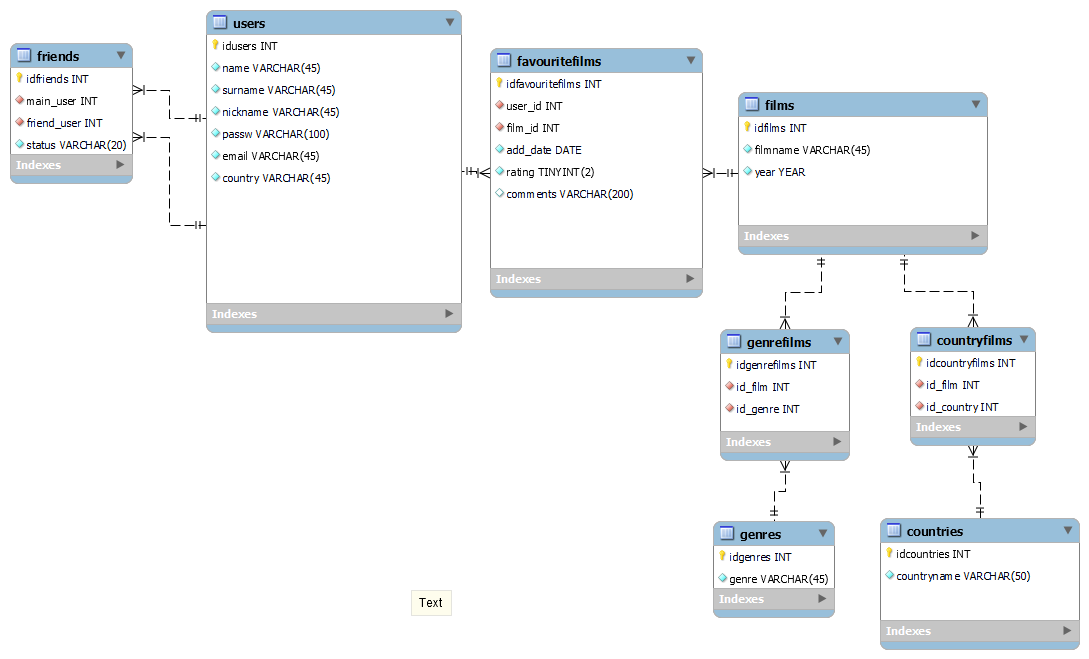 friends
idfriends INT
main_user INT
friend_user INT
status VARCHAR(20)
Indexes
users
idusers INT
name VARCHAR(45)
surname VARCHAR(45)
nickname VARCHAR(45)
passw VARCHAR(100)
email VARCHAR(45)
country VARCHAR(45)
Indexes
favouritefilms
idfavouritefilms INT
user_id INT
film_id INT
add_date DATE
rating TINYINT(2)
comments VARCHAR(200)
Indexes
films
idfilms INT
filmname VARCHAR(45)
year YEAR
Indexes
genrefilms
idgenrefilms INT
id_film INT
id_genre INT
Indexes
countryfilms
idcountryfilms INT
id_film INT
id_country INT
Indexes
genres
idgenres INT
genre VARCHAR(45)
Indexes
countries
idcountries INT
countryname VARCHAR(50)
Indexes
Text